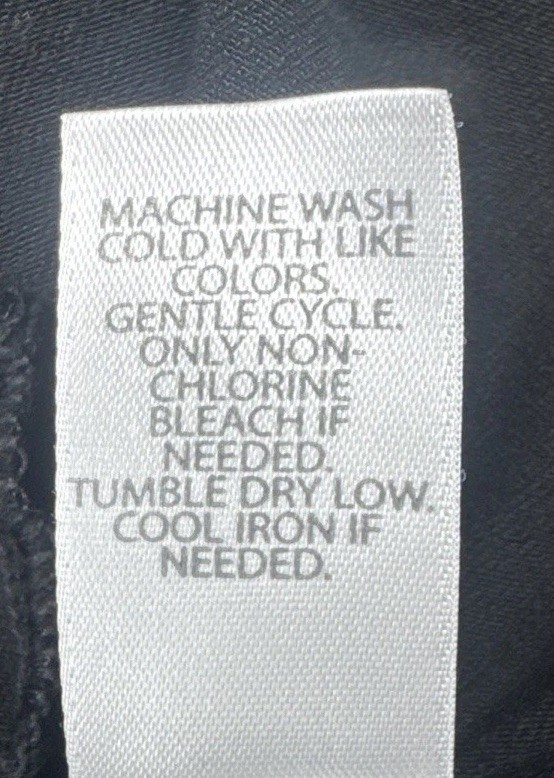 MACHINE WASH
COLD WITH LIKE
COLORS.
GENTLE CYCLE.
ONLY NON-
CHLORINE
BLEACH IF
NEEDED.
TUMBLE DRY LOW.
COOL IRON IF
NEEDED.